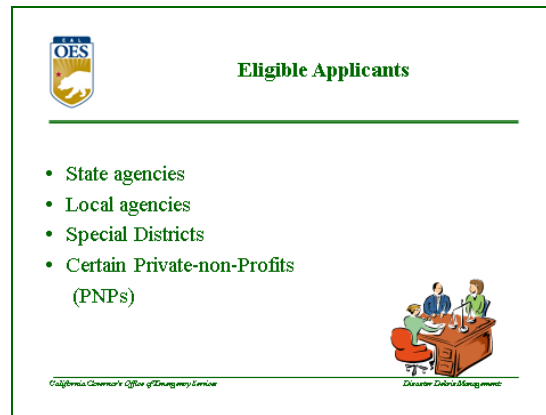 CAL
OES
Eligible Applicants
• State agencies
• Local agencies
• Special Districts
• Certain Private-non-Profits
(PNPs)
California Governor's Office of Emergency Services
Disaster Debris Management